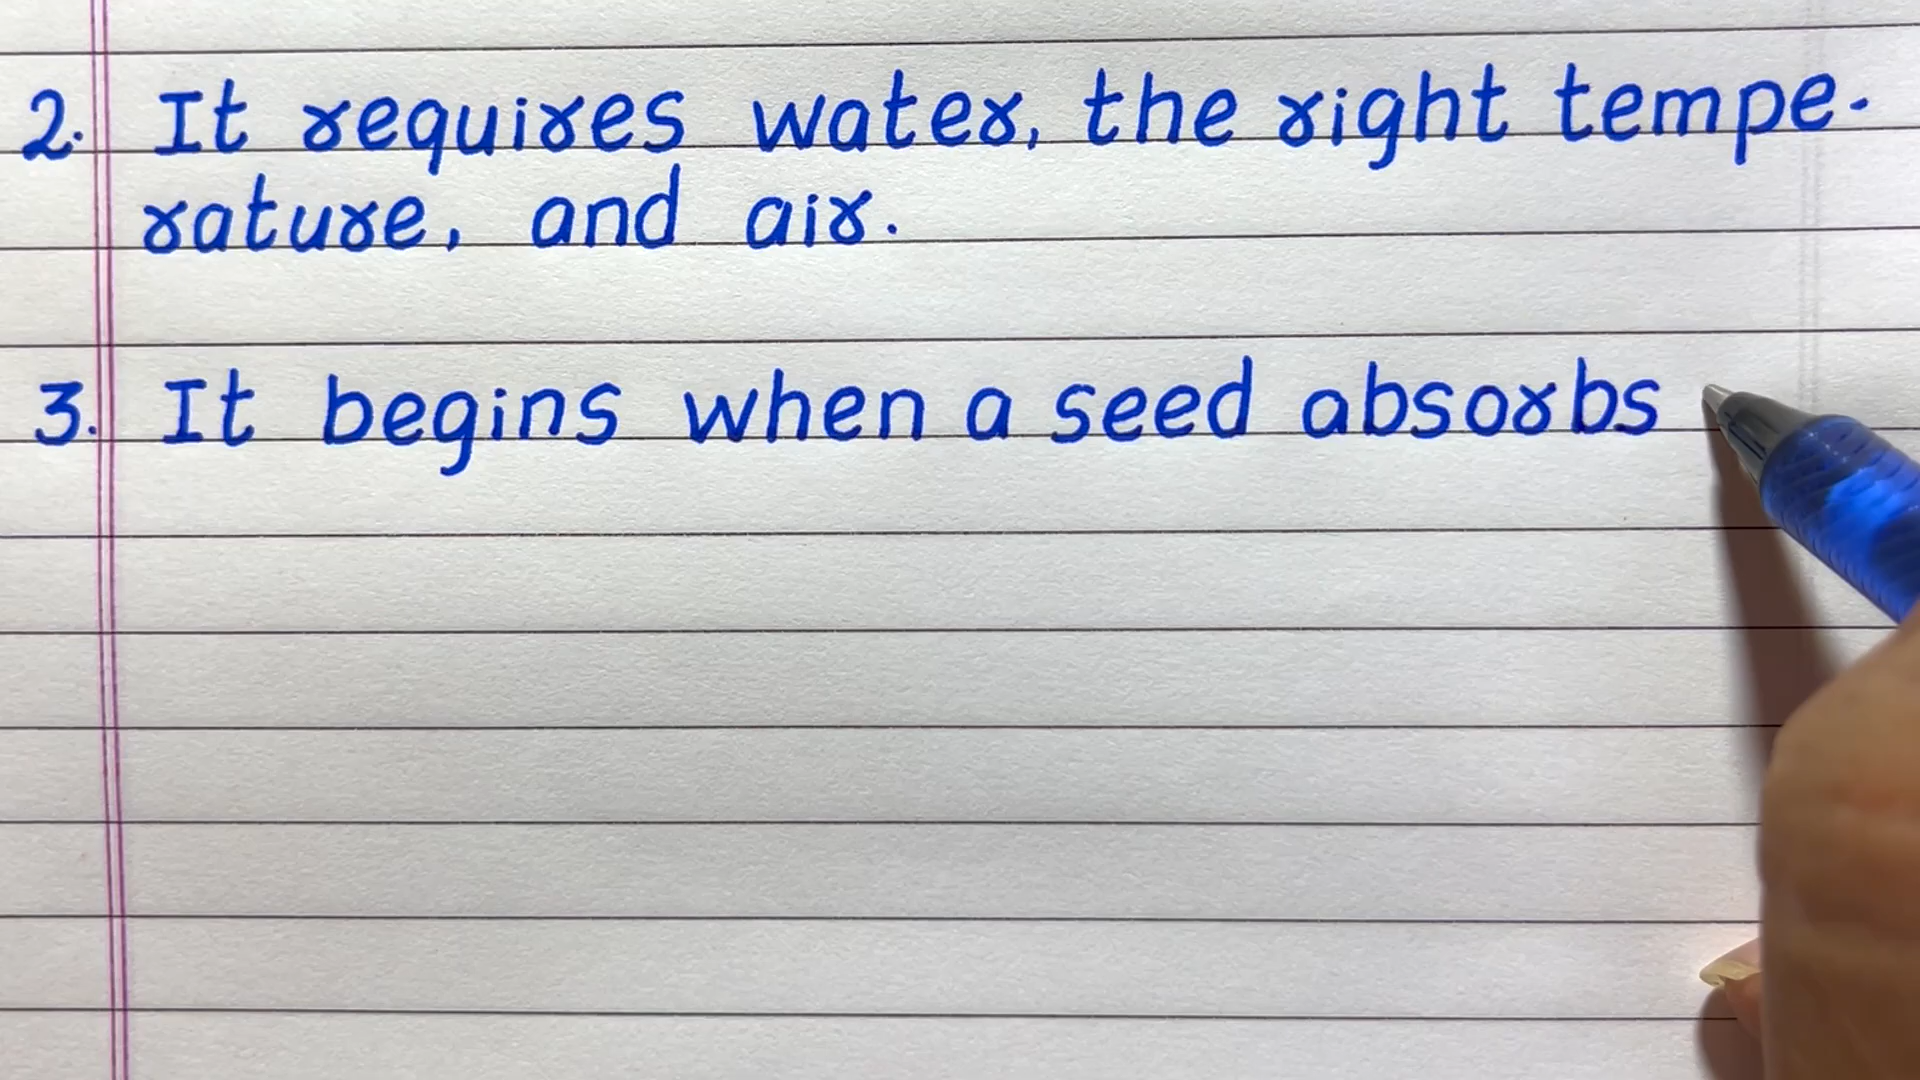 2. It requires water, the right tempe-
rature, and air.
3. It begins when a seed absorbs